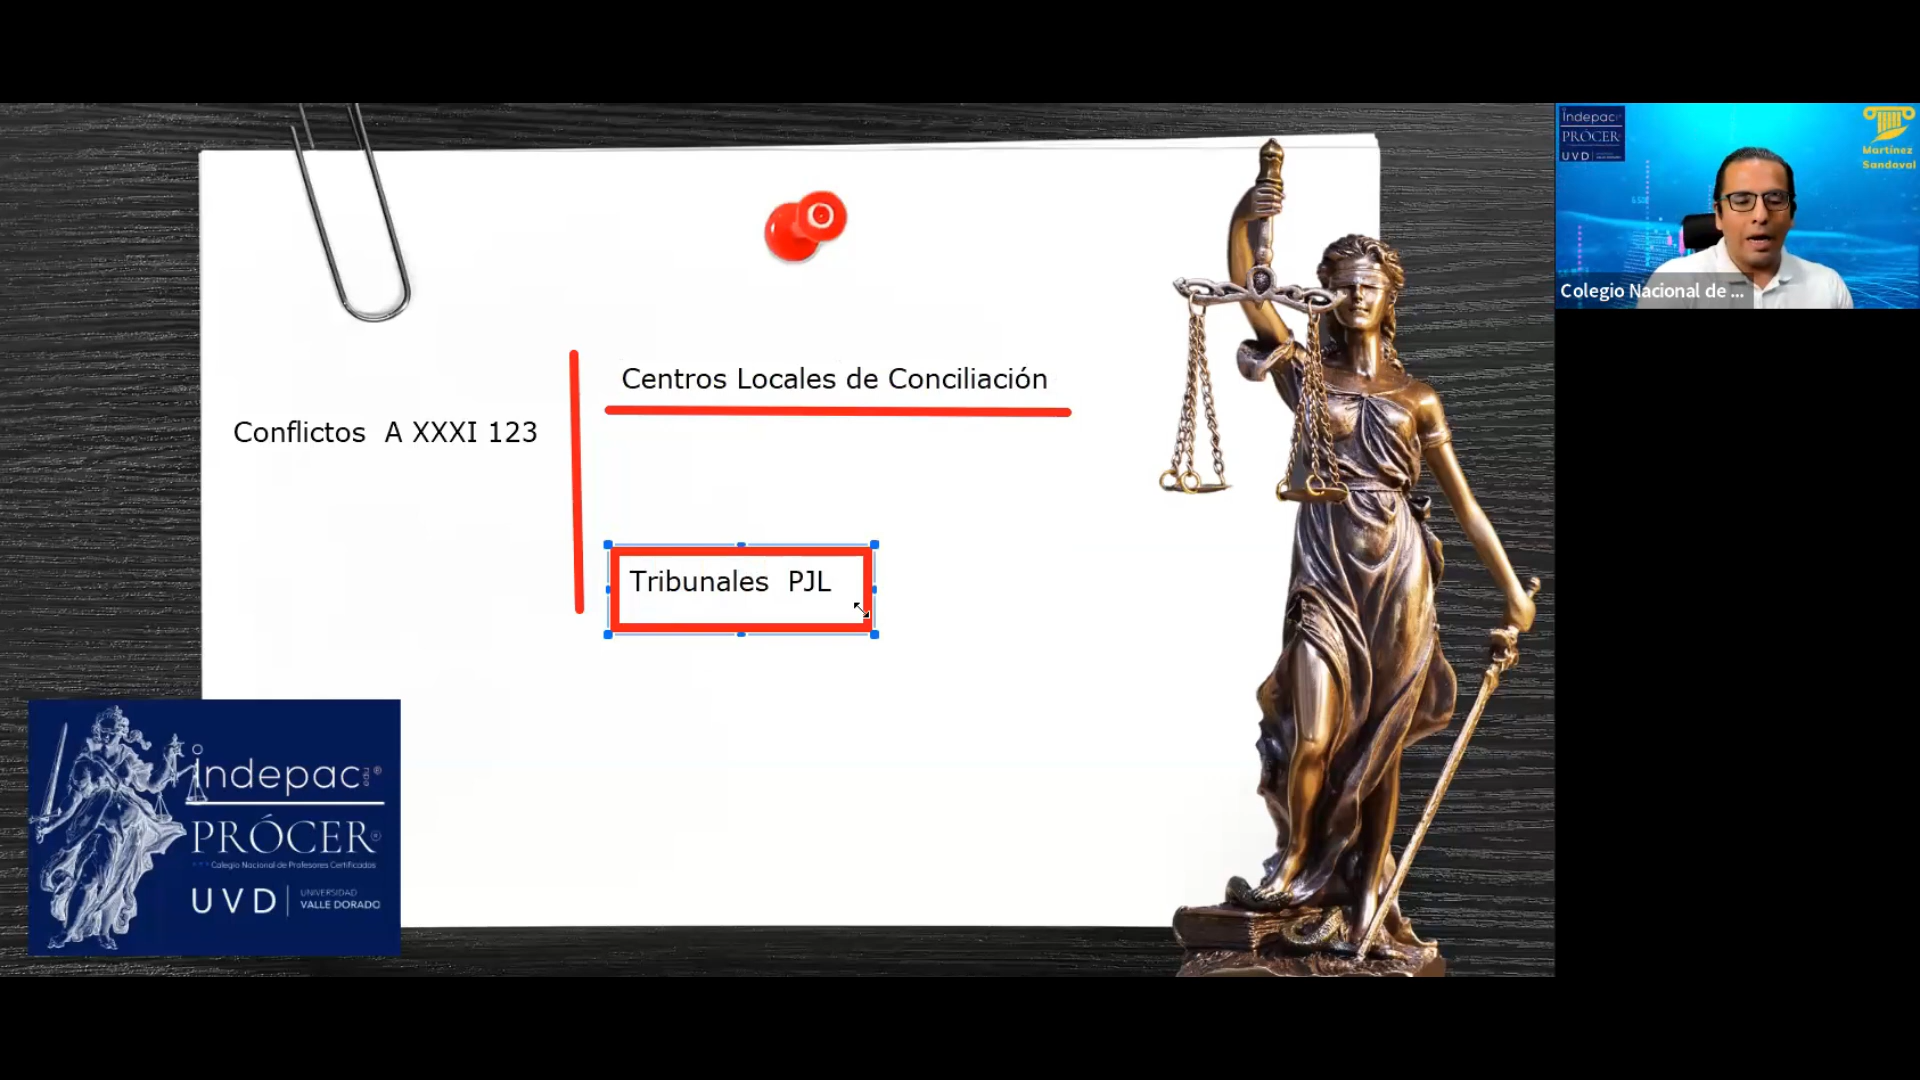 Centros Locales de Conciliación
Conflictos A XXXI 123
Tribunales PJL
indepac
PRÓCER
Colegio Nacional de Profesores Certificados
UVD
UNIVERSIDAD
VALLE DORADO
indepac
PRÓCER
UVD
Martínez
Sandoval
Colegio Nacional de ...